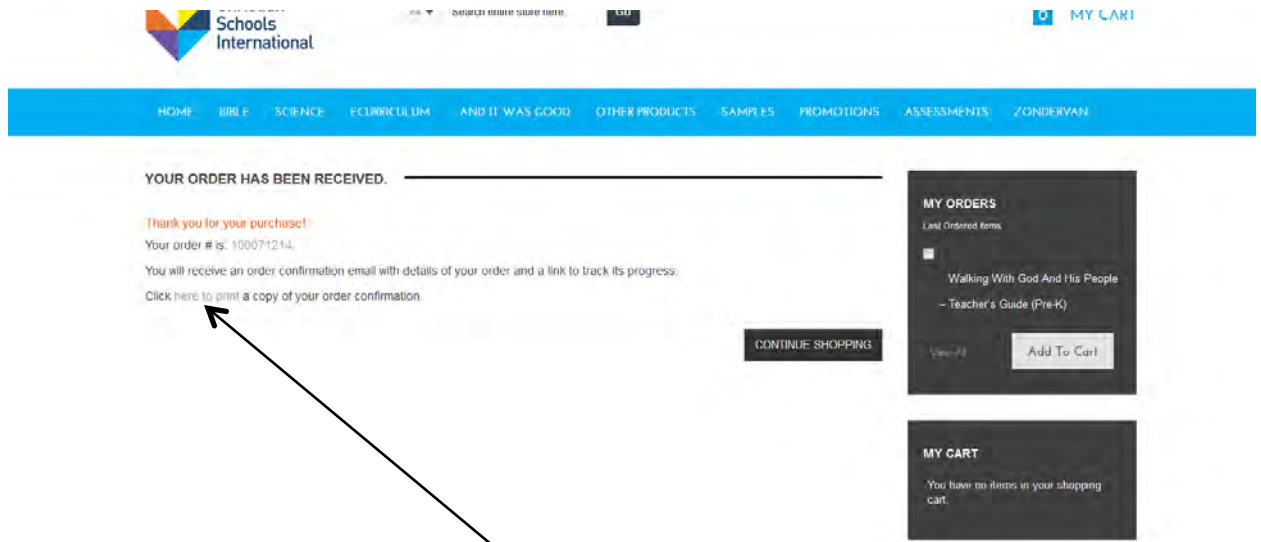 Schools
International
Search entire store here.
Go
0 MY CART
HOME BIBLE SCIENCE ECURRICULUM AND IT WAS GOOD OTHER PRODUCTS SAMPLES PROMOTIONS ASSESSMENTS ZONDERVAN
YOUR ORDER HAS BEEN RECEIVED.
Thank you for your purchase!
Your order # is: 100071214.
You will receive an order confirmation email with details of your order and a link to track its progress.
Click here to print a copy of your order confirmation.
CONTINUE SHOPPING
MY ORDERS
Last Ordered Items
Walking With God And His People
– Teacher's Guide (Pre-K)
View All
Add To Cart
MY CART
You have no items in your shopping
cart.